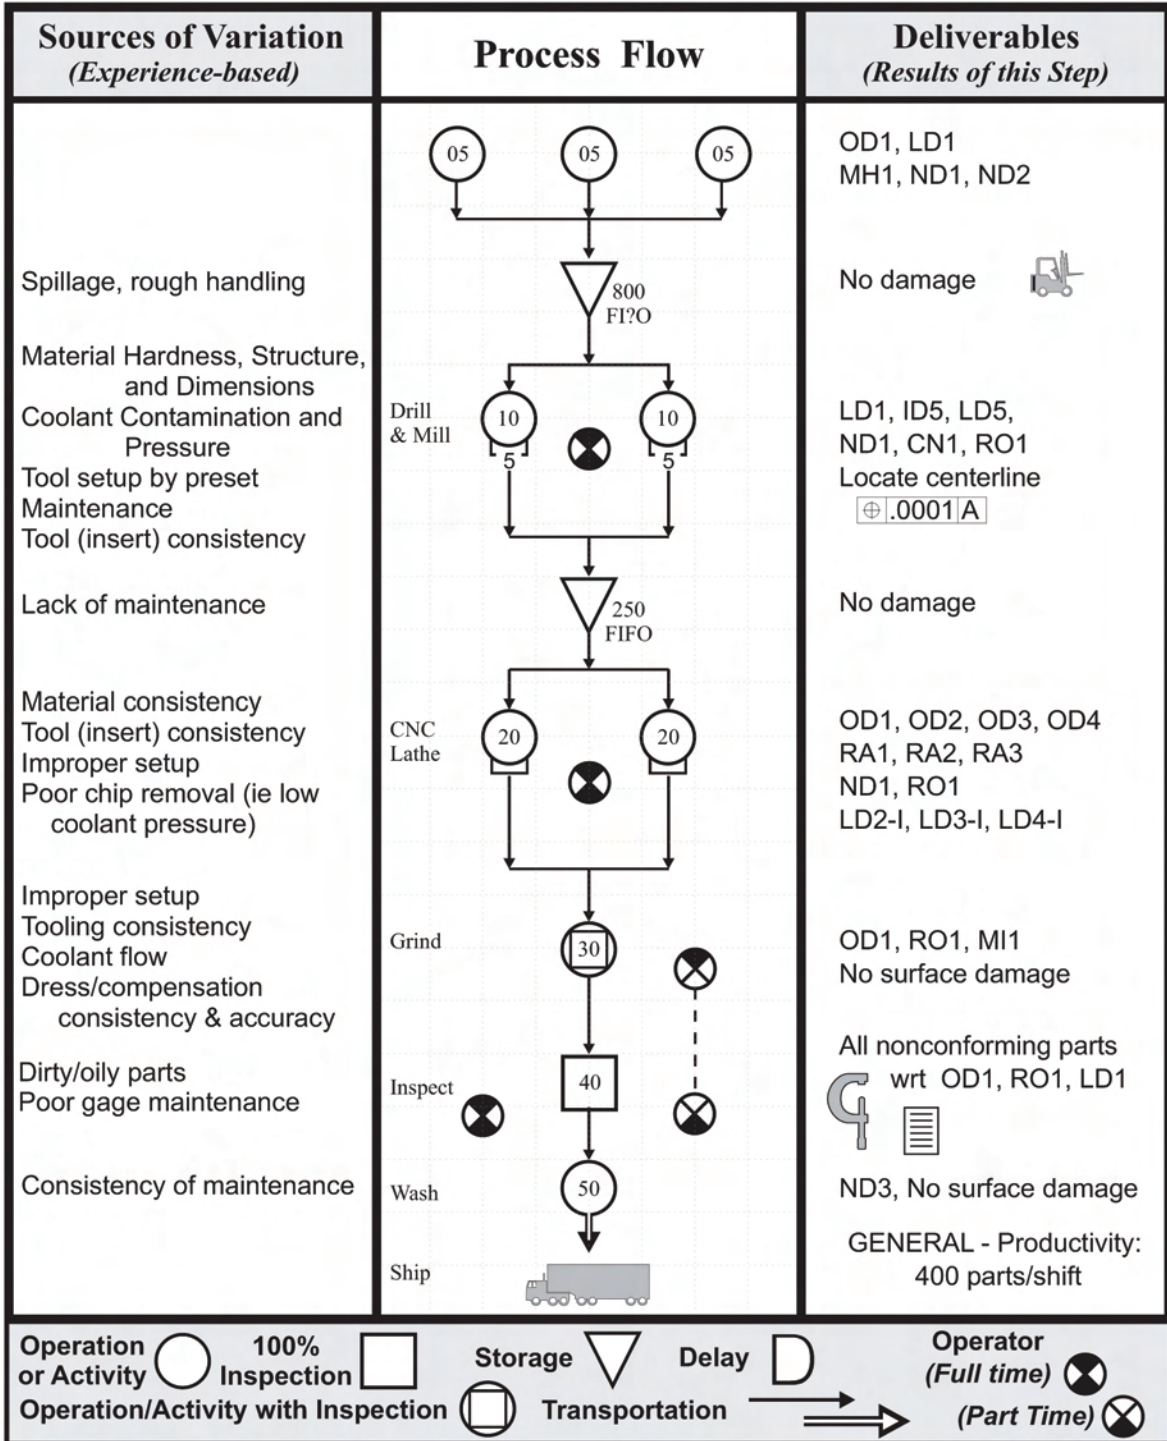 Sources of Variation
(Experience-based)
Process Flow
Deliverables
(Results of this Step)
05
05
05
OD1, LD1
MH1, ND1, ND2
Spillage, rough handling
800
FI?O
No damage
Material Hardness, Structure,
and Dimensions
Coolant Contamination and
Pressure
Tool setup by preset
Maintenance
Tool (insert) consistency
Drill
& Mill
10
10
5
5
LD1, ID5, LD5,
ND1, CN1, RO1
Locate centerline
⌖ .0001 A
Lack of maintenance
250
FIFO
No damage
Material consistency
Tool (insert) consistency
Improper setup
Poor chip removal (ie low
coolant pressure)
CNC
Lathe
20
20
OD1, OD2, OD3, OD4
RA1, RA2, RA3
ND1, RO1
LD2-I, LD3-I, LD4-I
Improper setup
Tooling consistency
Coolant flow
Dress/compensation
consistency & accuracy
Grind
30
OD1, RO1, MI1
No surface damage
Dirty/oily parts
Poor gage maintenance
Inspect
40
All nonconforming parts
wrt OD1, RO1, LD1
Consistency of maintenance
Wash
50
ND3, No surface damage
Ship
GENERAL - Productivity:
400 parts/shift
Operation
or Activity
100%
Inspection
Storage
Delay
Operator
(Full time)
Operation/Activity with Inspection
Transportation
(Part Time)